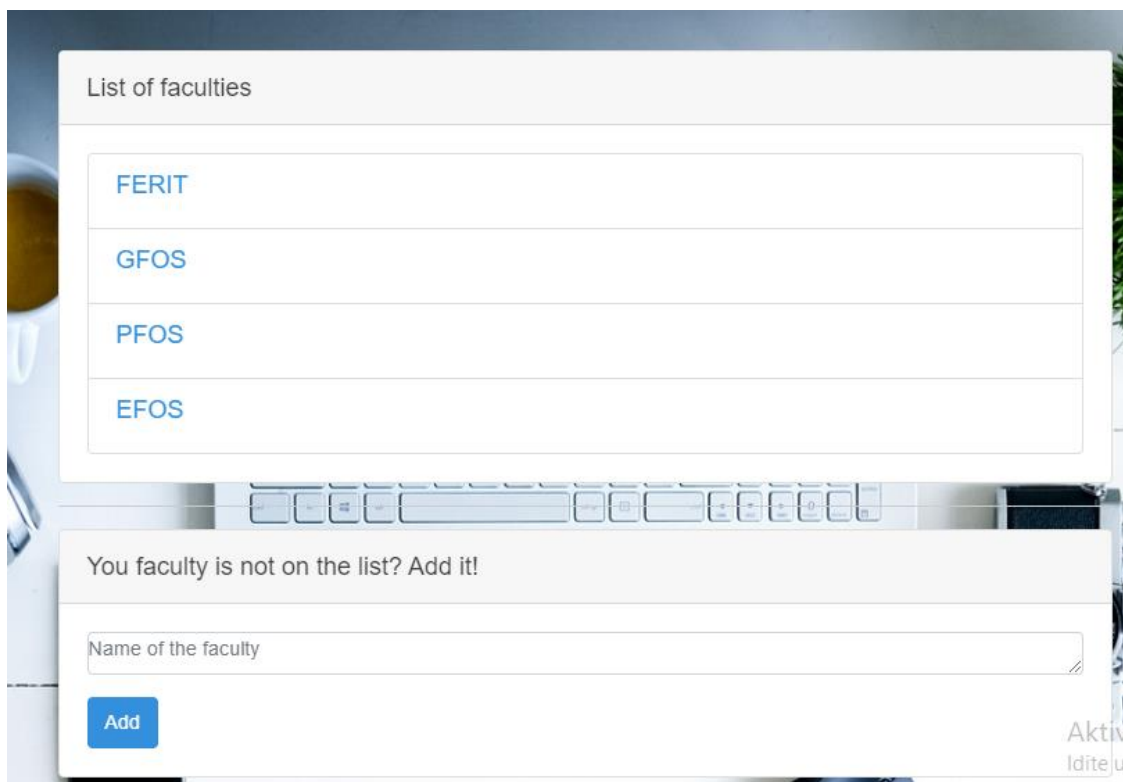 List of faculties
FERIT
GFOS
PFOS
EFOS
You faculty is not on the list? Add it!
Name of the faculty
Add
Aktiv
Idite u